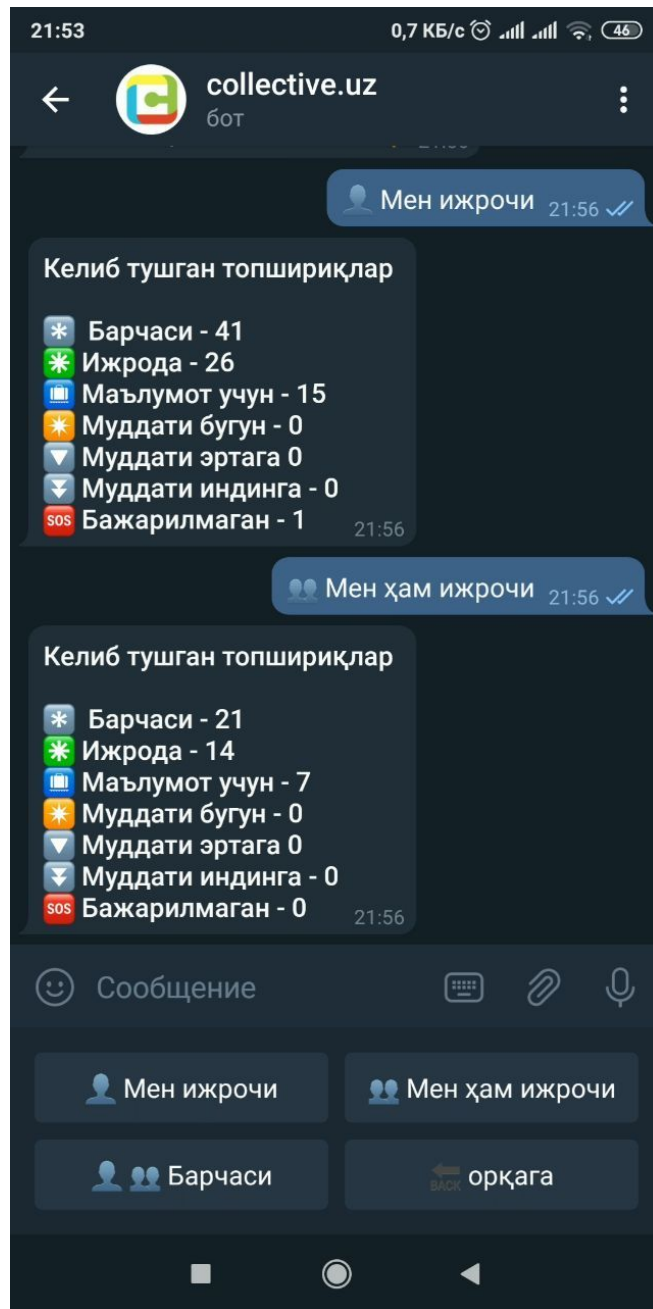 21:53
0,7 КБ/с
46
collective.uz
бот
Мен ижрочи 21:56
Келиб тушган топшириқлар
Барчаси - 41
Ижрода - 26
Маълумот учун - 15
Муддати бугун - 0
Муддати эртага 0
Муддати индинга - 0
SOS Бажарилмаган - 1
21:56
Мен ҳам ижрочи 21:56
Келиб тушган топшириқлар
Барчаси - 21
Ижрода - 14
Маълумот учун - 7
Муддати бугун - 0
Муддати эртага 0
Муддати индинга - 0
SOS Бажарилмаган - 0
21:56
Сообщение
Мен ижрочи
Мен ҳам ижрочи
Барчаси
BACK орқага